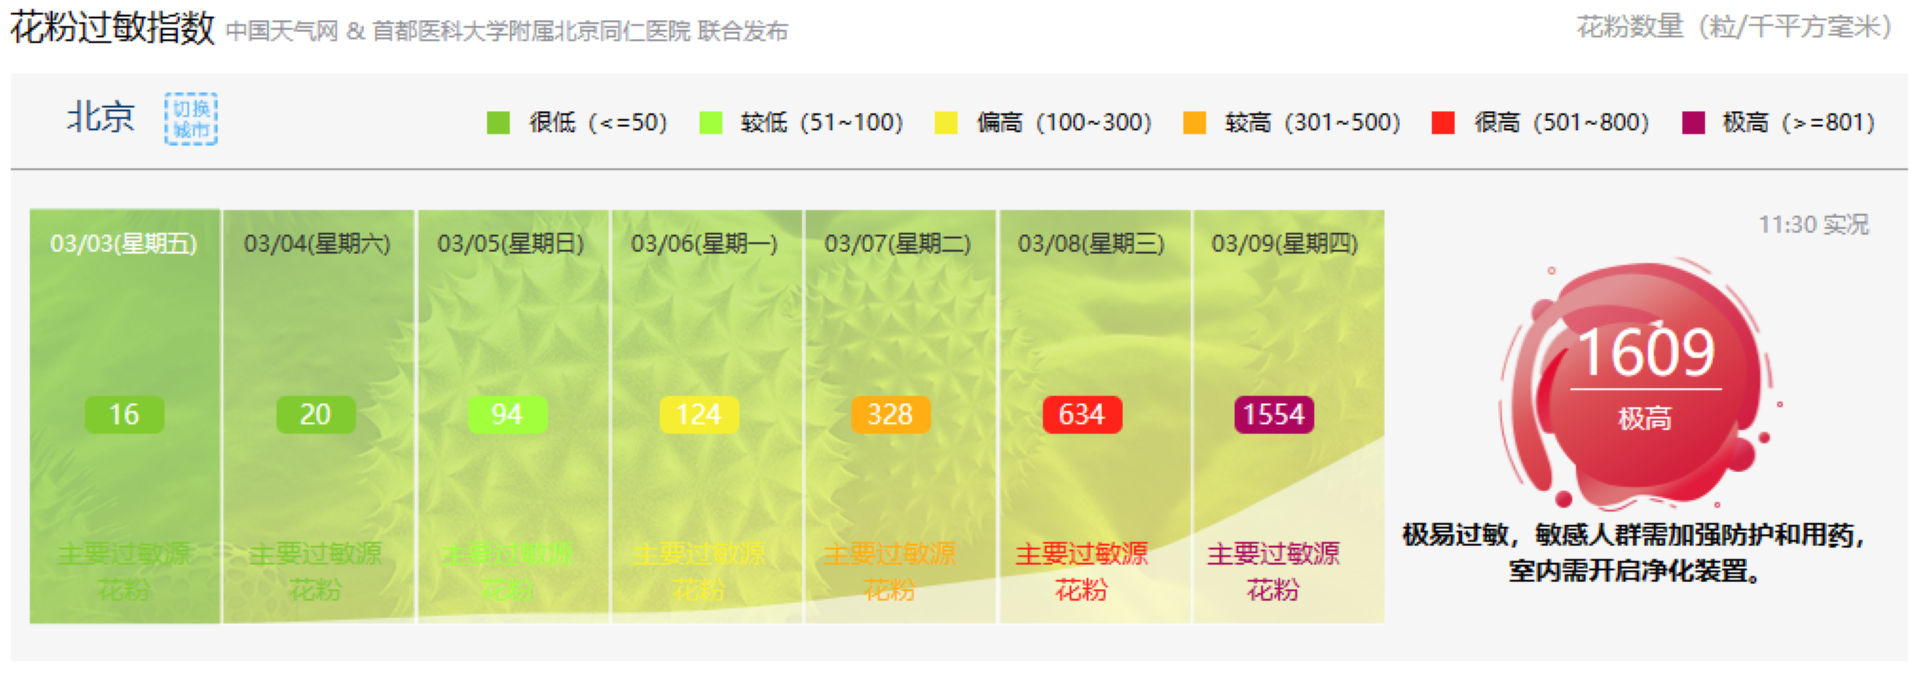 花粉过敏指数 中国天气网 & 首都医科大学附属北京同仁医院 联合发布 花粉数量（粒/千平方毫米）
北京 切换城市 很低（<=50） 较低（51~100） 偏高（100~300） 较高（301~500） 很高（501~800） 极高（>=801）
03/03(星期五) 03/04(星期六) 03/05(星期日) 03/06(星期一) 03/07(星期二) 03/08(星期三) 03/09(星期四)
16 20 94 124 328 634 1554
主要过敏源 主要过敏源 主要过敏源 主要过敏源 主要过敏源 主要过敏源 主要过敏源
花粉 花粉 花粉 花粉 花粉 花粉 花粉
11:30 实况
1609
极高
极易过敏，敏感人群需加强防护和用药，
室内需开启净化装置。